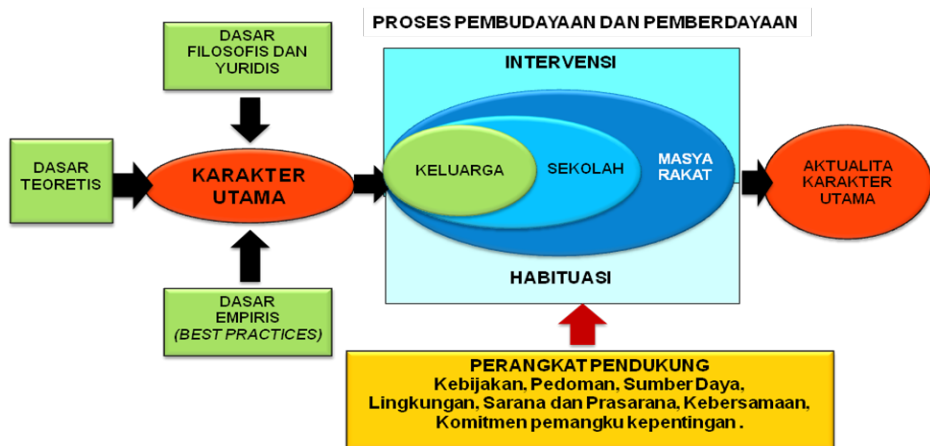 PROSES PEMBUDAYAAN DAN PEMBERDAYAAN
DASAR
FILOSOFIS DAN
YURIDIS
INTERVENSI
DASAR
TEORETIS
KARAKTER
UTAMA
KELUARGA
SEKOLAH
MASYA
RAKAT
AKTUALITA
KARAKTER
UTAMA
HABITUASI
DASAR
EMPIRIS
(BEST PRACTICES)
PERANGKAT PENDUKUNG
Kebijakan, Pedoman, Sumber Daya,
Lingkungan, Sarana dan Prasarana, Kebersamaan,
Komitmen pemangku kepentingan .